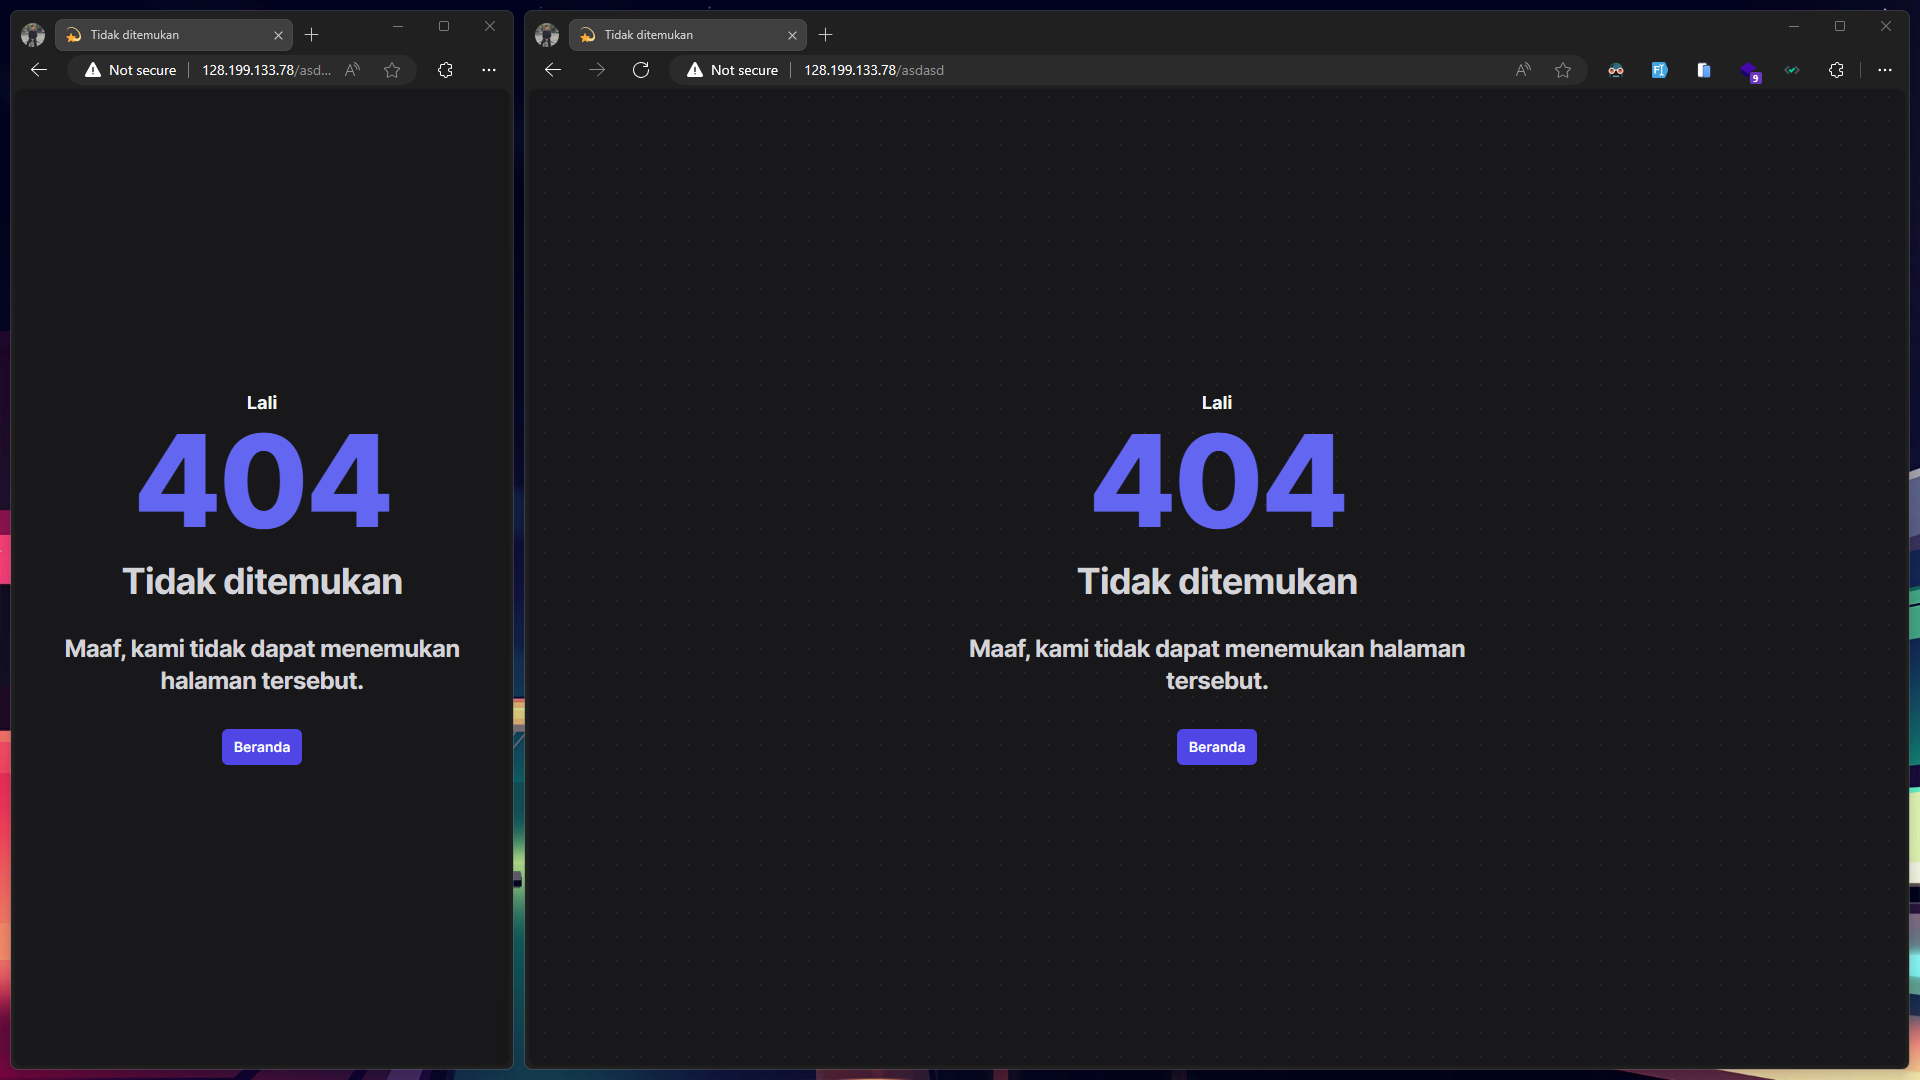 Tidak ditemukan
Not secure
128.199.133.78/asd...
Lali
404
Tidak ditemukan
Maaf, kami tidak dapat menemukan
halaman tersebut.
Beranda
Tidak ditemukan
Not secure
128.199.133.78/asdasd
9
Lali
404
Tidak ditemukan
Maaf, kami tidak dapat menemukan halaman
tersebut.
Beranda